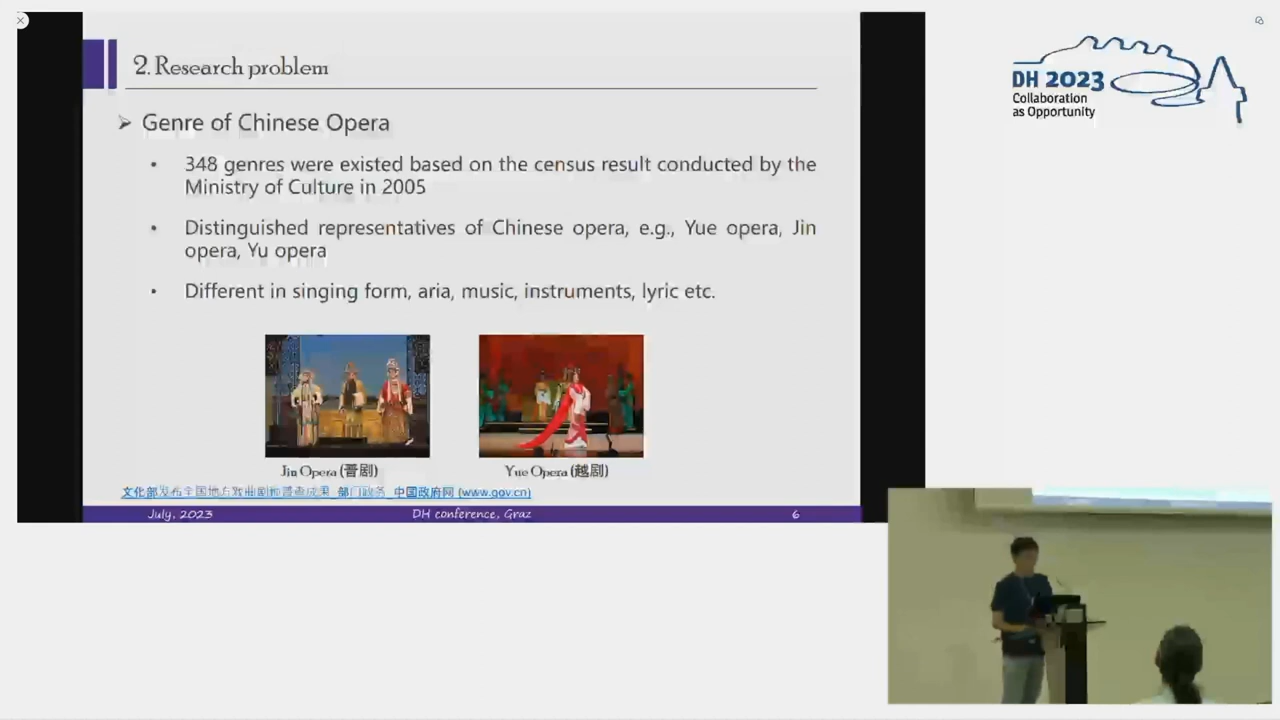 2. Research problem
Genre of Chinese Opera
348 genres were existed based on the census result conducted by the
Ministry of Culture in 2005
Distinguished representatives of Chinese opera, e.g., Yue opera, Jin
opera, Yu opera
Different in singing form, aria, music, instruments, lyric etc.
Jin Opera (晋剧)
Yue Opera (越剧)
文化部发布全国地方戏曲剧种普查成果_部门政务_中国政府网 (www.gov.cn)
July, 2023
DH conference, Graz
6
DH 2023
Collaboration
as Opportunity